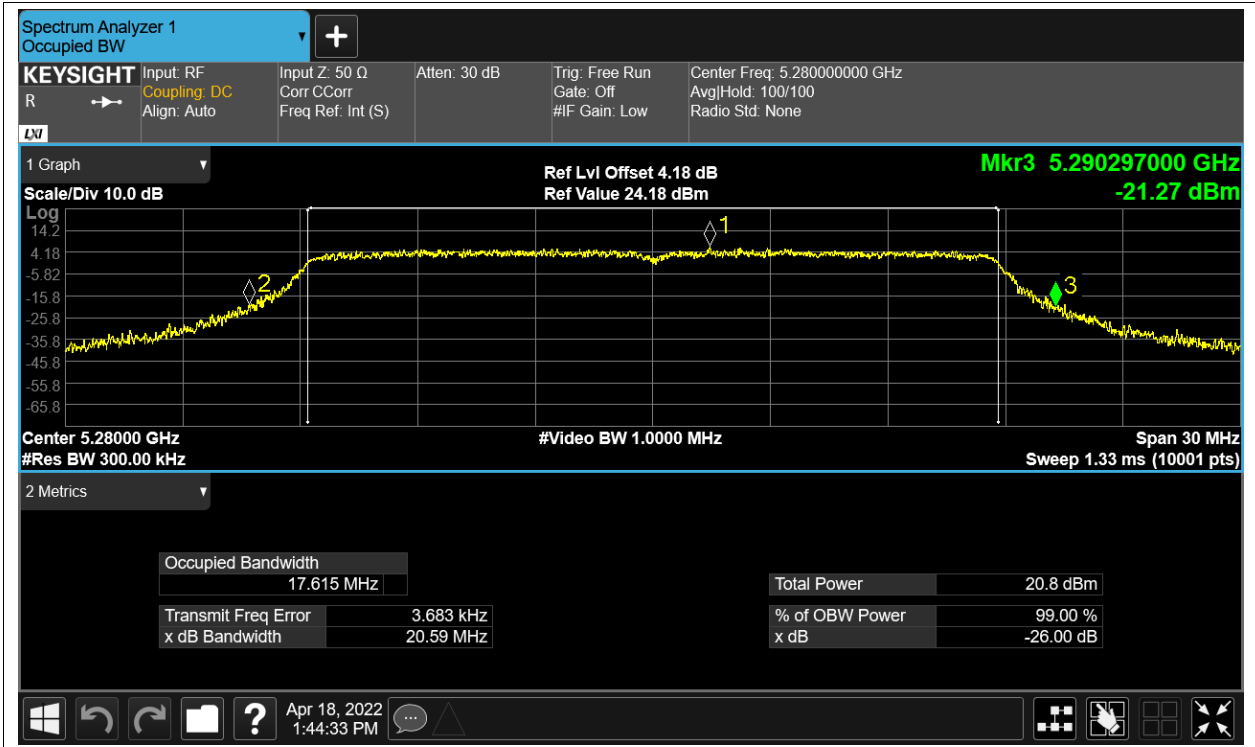 Spectrum Analyzer 1
Occupied BW
KEYSIGHT
R
LXI
Input: RF
Coupling: DC
Align: Auto
Input Z: 50 Ω
Corr CCorr
Freq Ref: Int (S)
Atten: 30 dB
Trig: Free Run
Gate: Off
#IF Gain: Low
Center Freq: 5.280000000 GHz
Avg|Hold: 100/100
Radio Std: None
1 Graph
Scale/Div 10.0 dB
Ref Lvl Offset 4.18 dB
Ref Value 24.18 dBm
Mkr3 5.290297000 GHz
-21.27 dBm
Log
14.2
4.18
-5.82
-15.8
-25.8
-35.8
-45.8
-55.8
-65.8
1
2
3
Center 5.28000 GHz
#Res BW 300.00 kHz
#Video BW 1.0000 MHz
Span 30 MHz
Sweep 1.33 ms (10001 pts)
2 Metrics
Occupied Bandwidth
17.615 MHz
Transmit Freq Error 3.683 kHz
x dB Bandwidth 20.59 MHz
Total Power 20.8 dBm
% of OBW Power 99.00 %
x dB -26.00 dB
?
Apr 18, 2022
1:44:33 PM